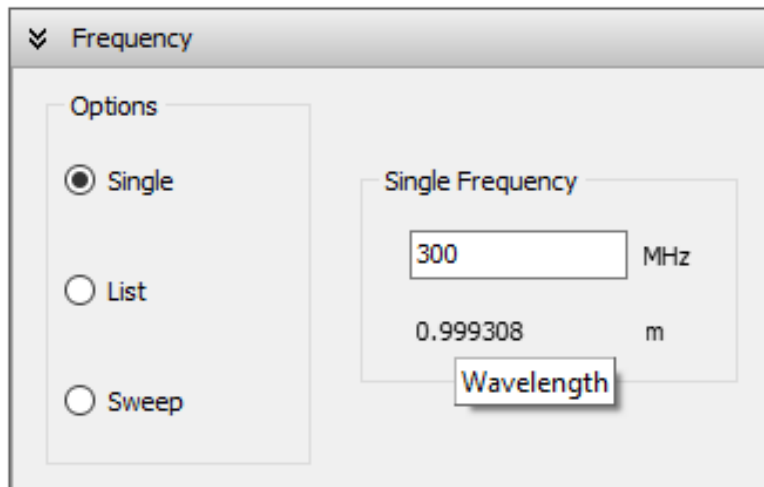 Frequency
Options
Single
List
Sweep
Single Frequency
300 MHz
0.999308 m
Wavelength